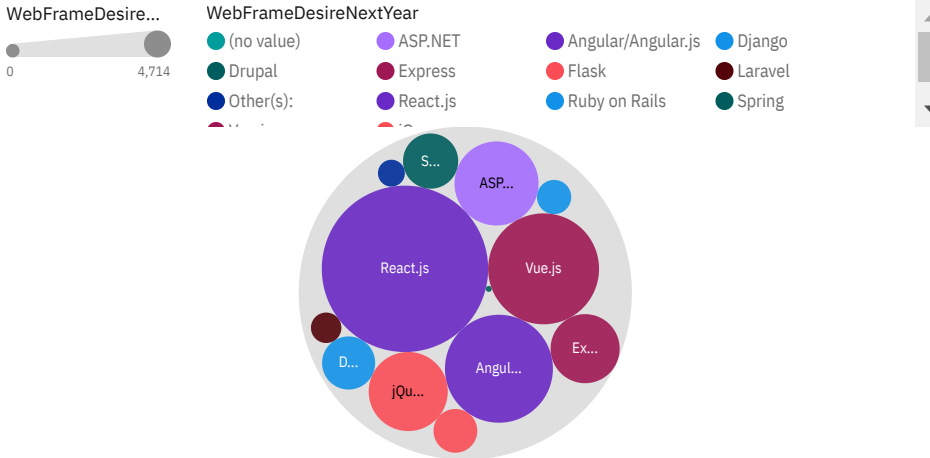 WebFrameDesire...
0
4,714
WebFrameDesireNextYear
(no value)
ASP.NET
Angular/Angular.js
Django
Drupal
Express
Flask
Laravel
Other(s):
React.js
Ruby on Rails
Spring
S...
ASP...
React.js
Vue.js
Ex...
D...
Angul...
jQu...